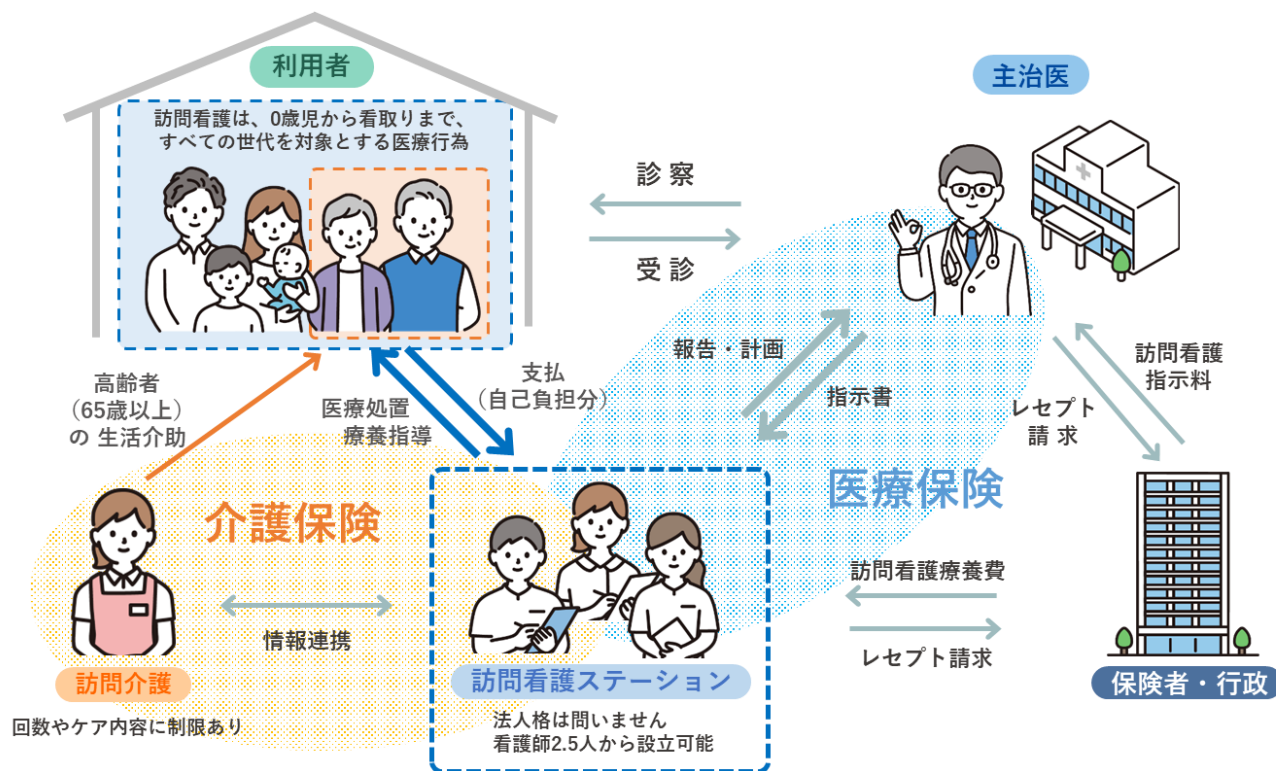 利用者
訪問看護は、0歳児から看取りまで、
すべての世代を対象とする医療行為
主治医
診察
受診
報告・計画
指示書
訪問看護
指示料
レセプト
請求
高齢者
（65歳以上）
の 生活介助
医療処置
療養指導
支払
（自己負担分）
介護保険
医療保険
訪問看護療養費
レセプト請求
情報連携
訪問介護
回数やケア内容に制限あり
訪問看護ステーション
法人格は問いません
看護師2.5人から設立可能
保険者・行政